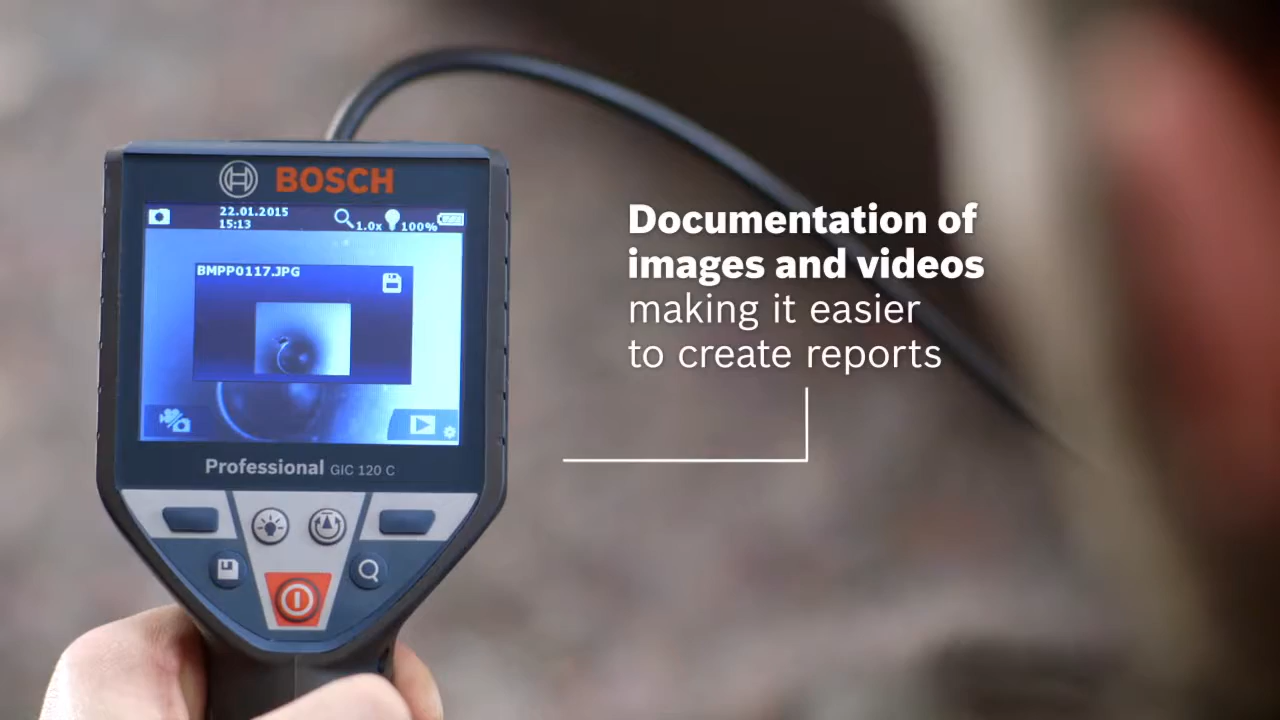 BOSCH
22.01.2015
15:13
1.0x
100%
BMPP0117.JPG
Professional GIC 120 C
Documentation of
images and videos
making it easier
to create reports